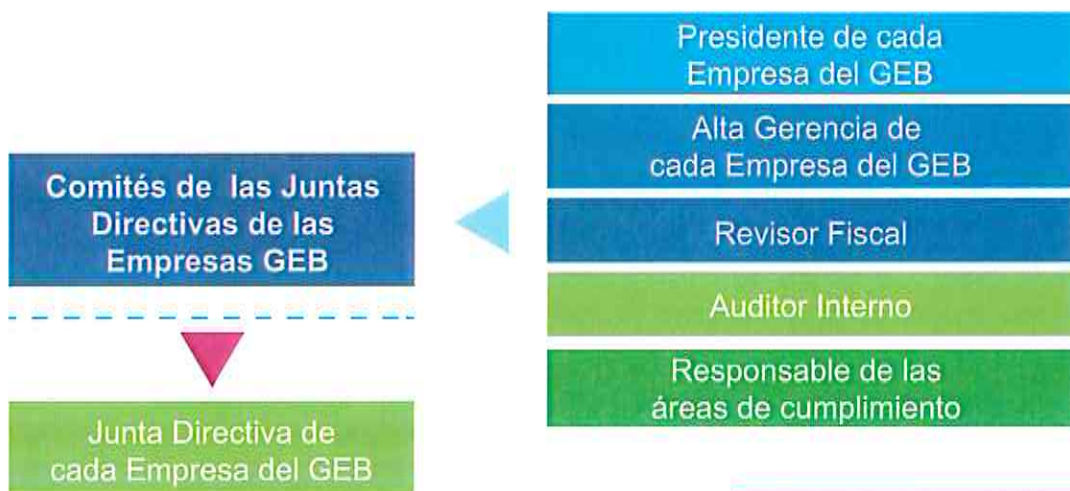 Comités de las Juntas
Directivas de las
Empresas GEB
Junta Directiva de
cada Empresa del GEB
Presidente de cada
Empresa del GEB
Alta Gerencia de
cada Empresa del GEB
Revisor Fiscal
Auditor Interno
Responsable de las
áreas de cumplimiento